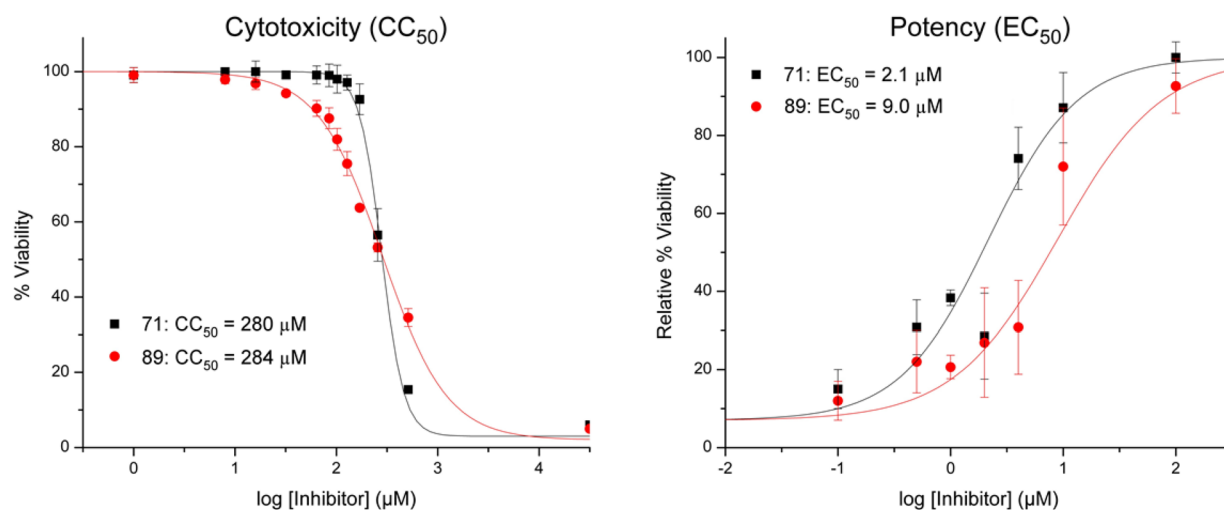 Cytotoxicity (CC50)
% Viability
100
80
60
40
20
0
71: CC50 = 280 μM
89: CC50 = 284 μM
0 1 2 3 4
log [Inhibitor] (μM)
Potency (EC50)
Relative % Viability
100
80
60
40
20
0
71: EC50 = 2.1 μM
89: EC50 = 9.0 μM
-2 -1 0 1 2
log [Inhibitor] (μM)